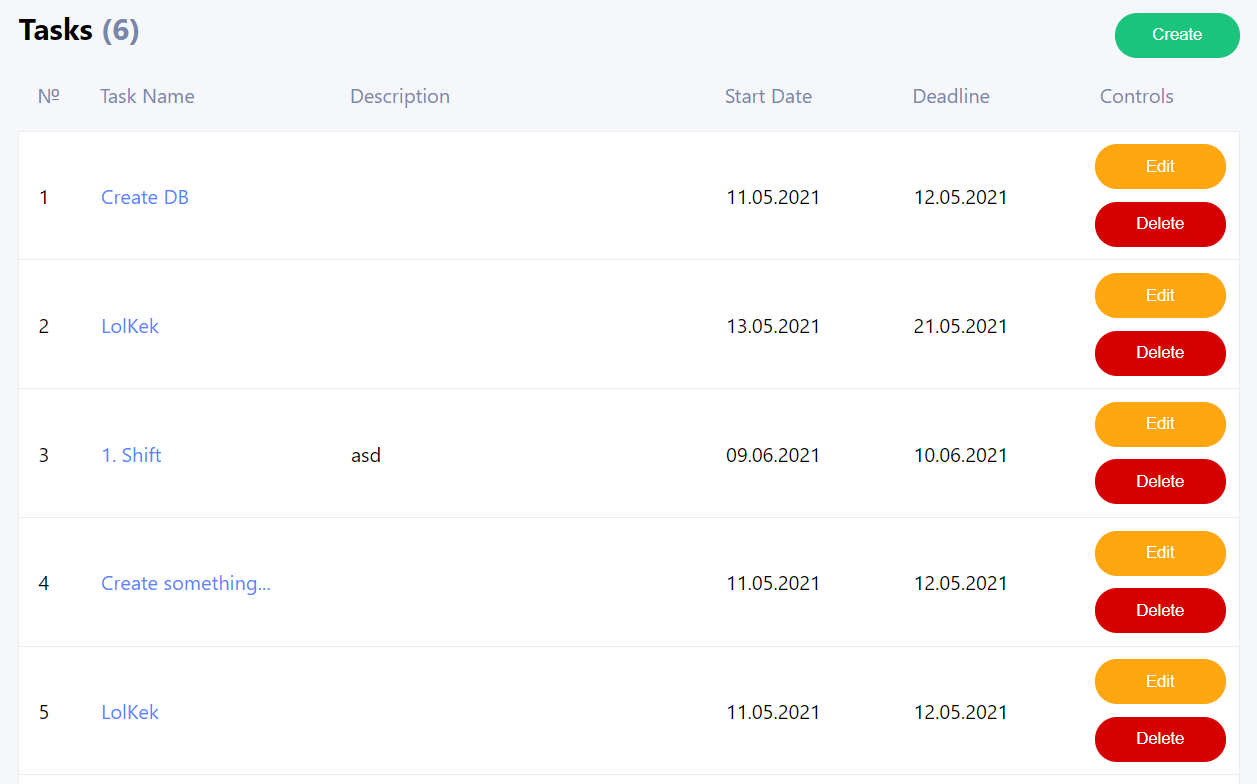 Tasks (6)
Create
№ Task Name Description Start Date Deadline Controls
Edit
1 Create DB 11.05.2021 12.05.2021
Delete
Edit
2 LolKek 13.05.2021 21.05.2021
Delete
Edit
3 1. Shift asd 09.06.2021 10.06.2021
Delete
Edit
4 Create something... 11.05.2021 12.05.2021
Delete
Edit
5 LolKek 11.05.2021 12.05.2021
Delete